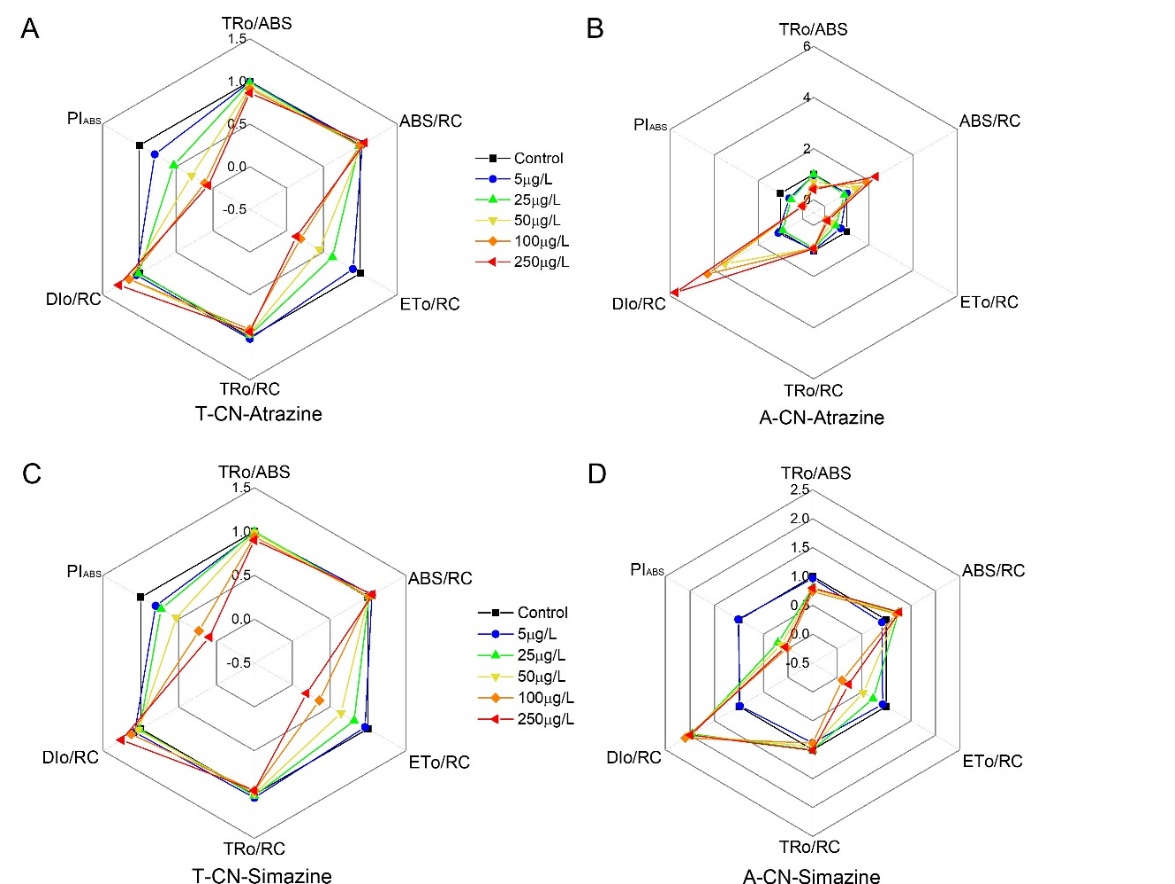 A
TRo/ABS
1.5
1.0
0.5
0.0
-0.5
PIABS
ABS/RC
DIo/RC
ETo/RC
TRo/RC
T-CN-Atrazine
Control
5μg/L
25μg/L
50μg/L
100μg/L
250μg/L
B
TRo/ABS
6
4
2
PIABS
ABS/RC
DIo/RC
ETo/RC
TRo/RC
A-CN-Atrazine
C
TRo/ABS
1.5
1.0
0.5
0.0
-0.5
PIABS
ABS/RC
DIo/RC
ETo/RC
TRo/RC
T-CN-Simazine
Control
5μg/L
25μg/L
50μg/L
100μg/L
250μg/L
D
TRo/ABS
2.5
2.0
1.5
1.0
0.5
0.0
-0.5
PIABS
ABS/RC
DIo/RC
ETo/RC
TRo/RC
A-CN-Simazine